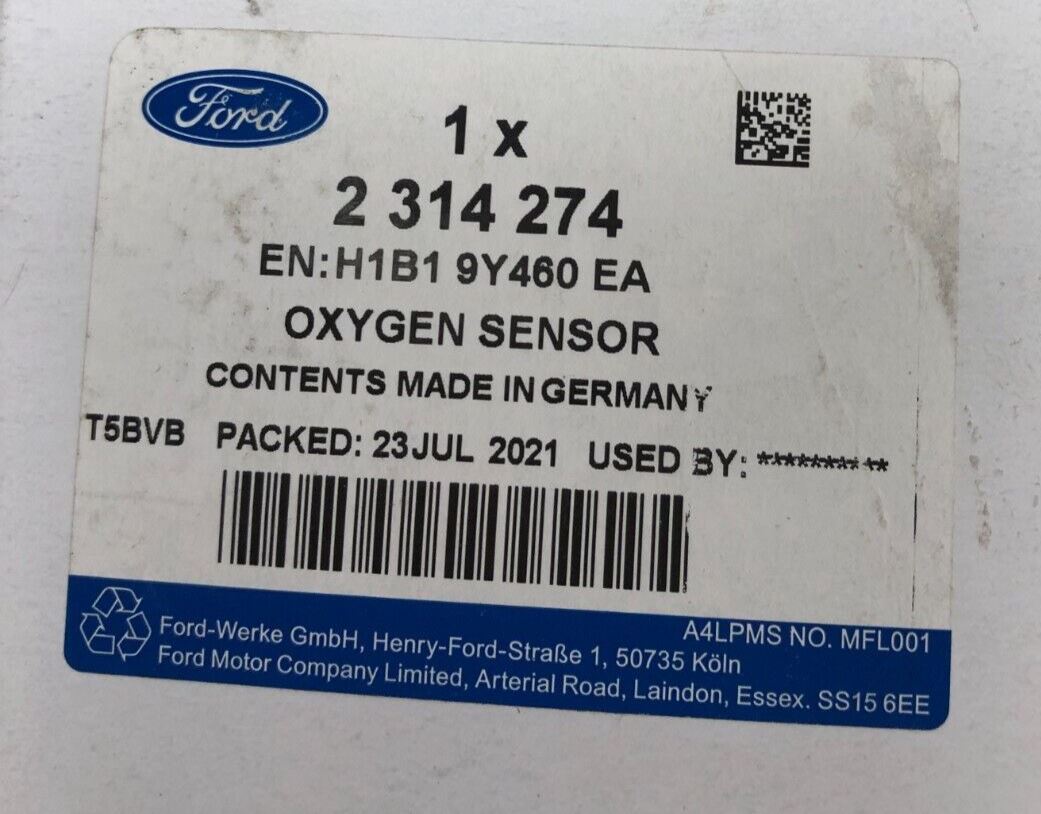 Ford
1 x
2 314 274
EN:H1B1 9Y460 EA
OXYGEN SENSOR
CONTENTS MADE IN GERMANY
T5BVB PACKED: 23JUL 2021 USED BY: ***********
A4LPMS NO. MFL001
Ford-Werke GmbH, Henry-Ford-Straße 1, 50735 Köln
Ford Motor Company Limited, Arterial Road, Laindon, Essex. SS15 6EE